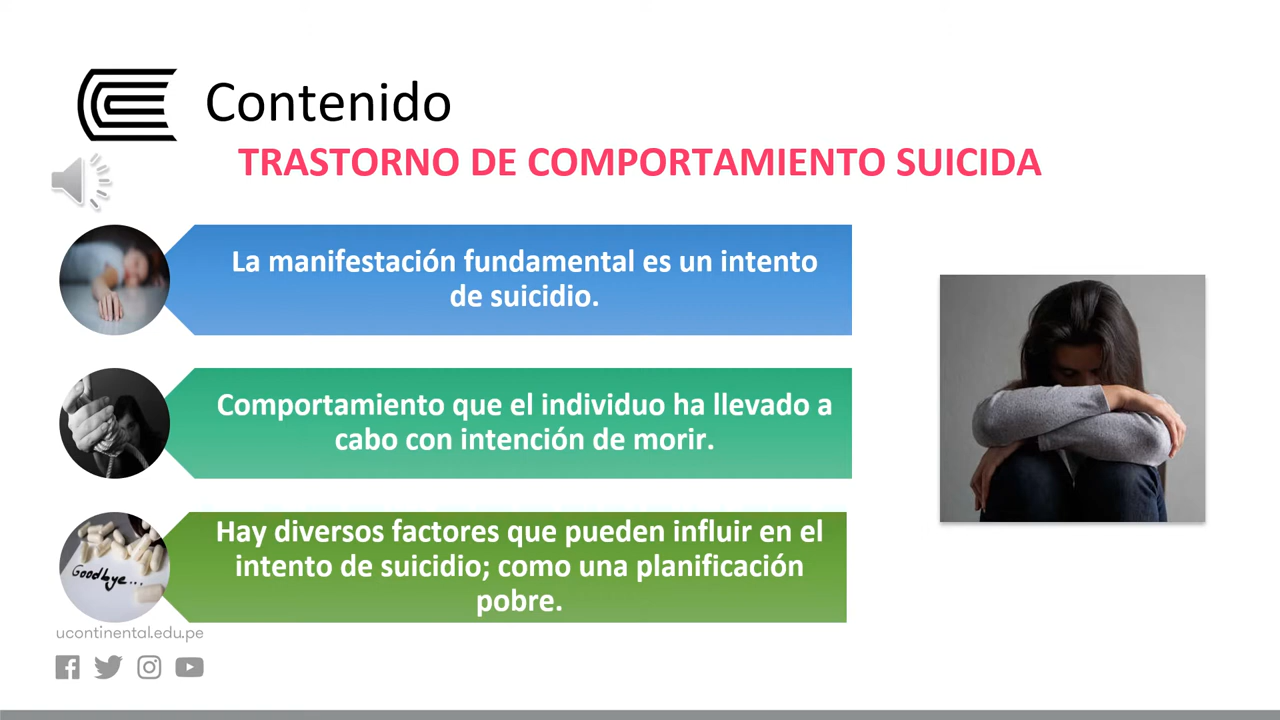 Contenido
TRASTORNO DE COMPORTAMIENTO SUICIDA
La manifestación fundamental es un intento
de suicidio.
Comportamiento que el individuo ha llevado a
cabo con intención de morir.
Hay diversos factores que pueden influir en el
intento de suicidio; como una planificación
pobre.
Goodbye...
ucontinental.edu.pe